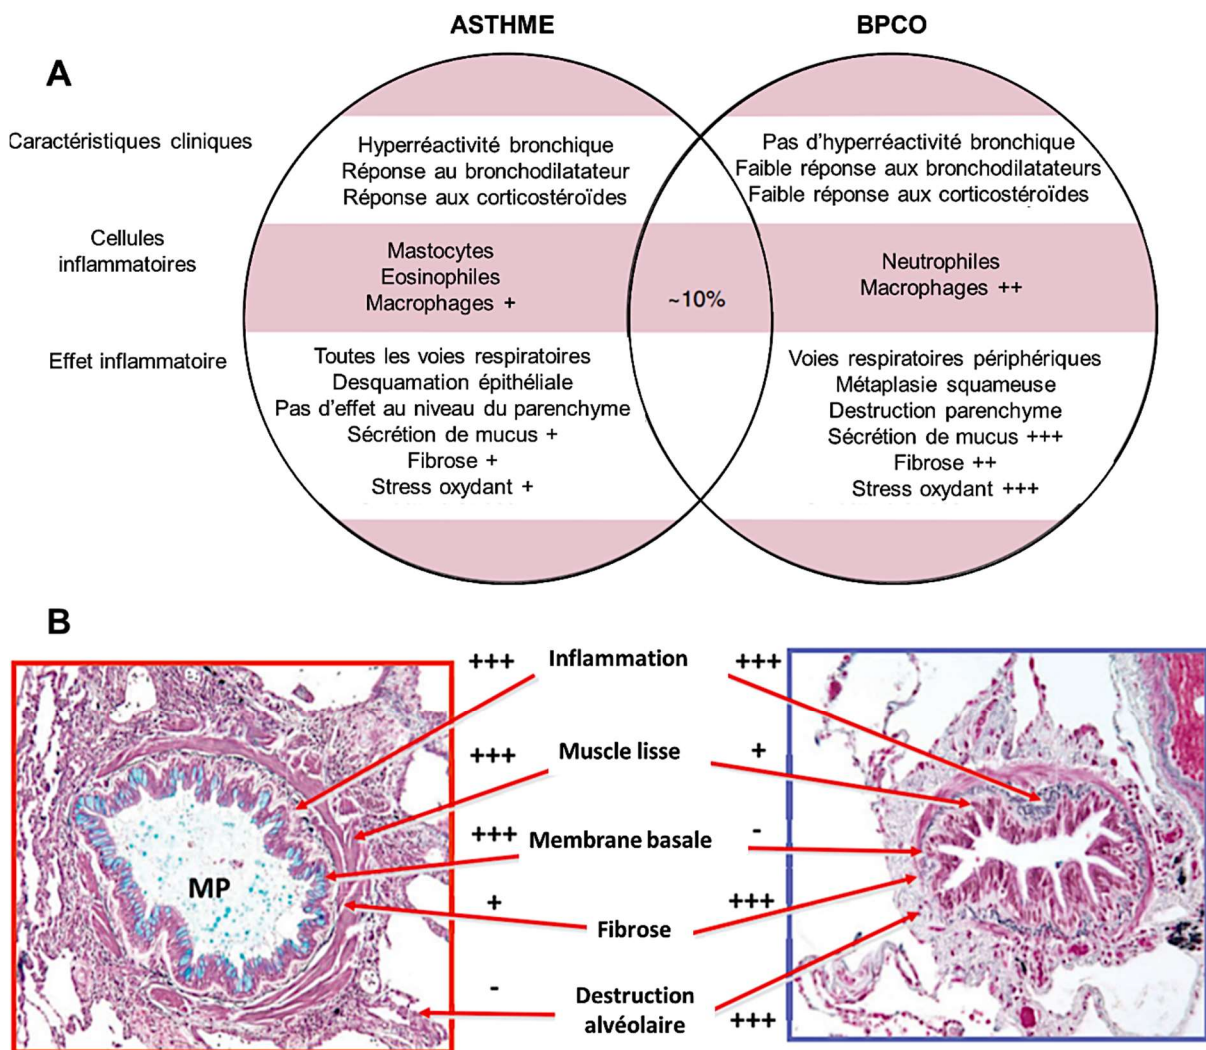 ASTHME
BPCO
A
Caractéristiques cliniques
Hyperréactivité bronchique
Réponse au bronchodilatateur
Réponse aux corticostéroïdes
Pas d’hyperréactivité bronchique
Faible réponse aux bronchodilatateurs
Faible réponse aux corticostéroïdes
Cellules
inflammatoires
Mastocytes
Eosinophiles
Macrophages +
~10%
Neutrophiles
Macrophages ++
Effet inflammatoire
Toutes les voies respiratoires
Desquamation épithéliale
Pas d’effet au niveau du parenchyme
Sécrétion de mucus +
Fibrose +
Stress oxydant +
Voies respiratoires périphériques
Métaplasie squameuse
Destruction parenchyme
Sécrétion de mucus +++
Fibrose ++
Stress oxydant +++
B
+++ Inflammation +++
+++ Muscle lisse +
+++ Membrane basale -
+ Fibrose +++
- Destruction
alvéolaire +++
MP